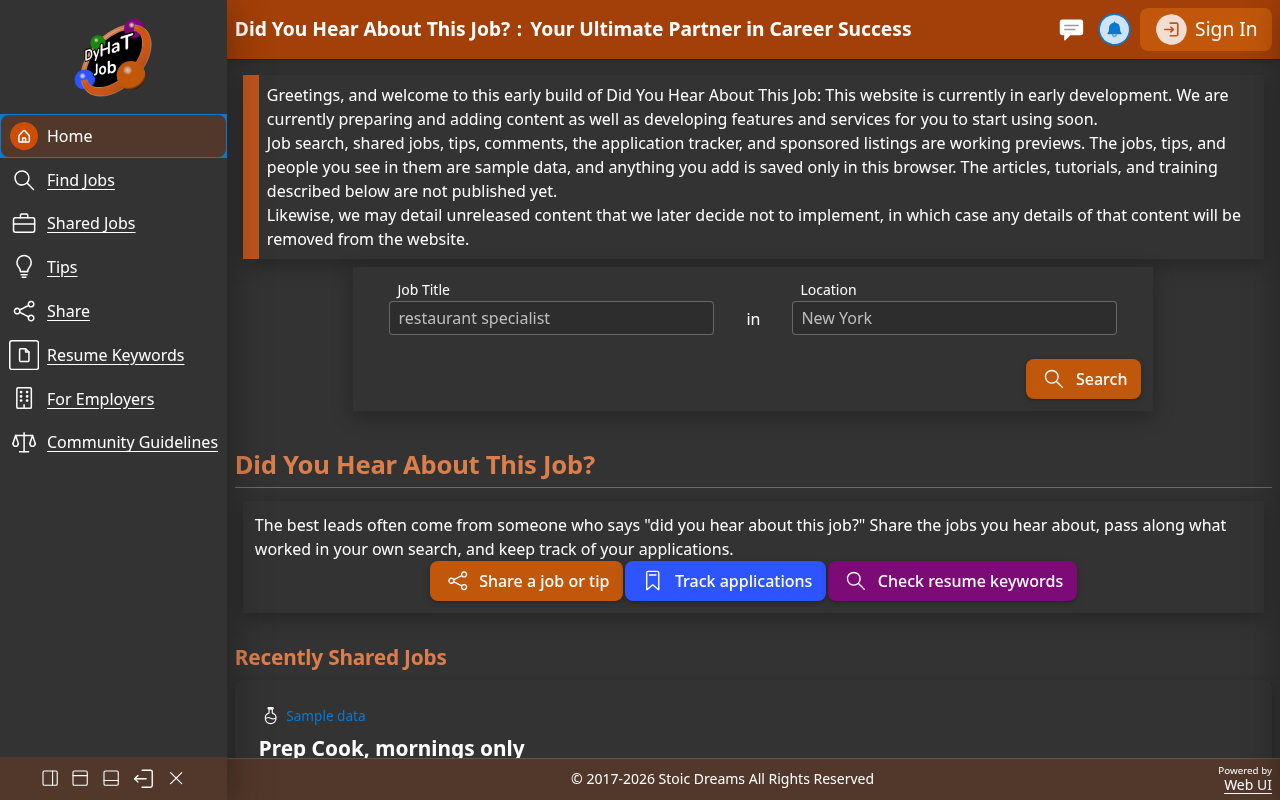 DyHaT
Job
Did You Hear About This Job? : Your Ultimate Partner in Career Success
Sign In
Home
Find Jobs
Shared Jobs
Tips
Share
Resume Keywords
For Employers
Community Guidelines
Greetings, and welcome to this early build of Did You Hear About This Job: This website is currently in early development. We are
currently preparing and adding content as well as developing features and services for you to start using soon.
Job search, shared jobs, tips, comments, the application tracker, and sponsored listings are working previews. The jobs, tips, and
people you see in them are sample data, and anything you add is saved only in this browser. The articles, tutorials, and training
described below are not published yet.
Likewise, we may detail unreleased content that we later decide not to implement, in which case any details of that content will be
removed from the website.
Job Title
restaurant specialist
in
Location
New York
Search
Did You Hear About This Job?
The best leads often come from someone who says "did you hear about this job?" Share the jobs you hear about, pass along what
worked in your own search, and keep track of your applications.
Share a job or tip
Track applications
Check resume keywords
Recently Shared Jobs
Sample data
Prep Cook, mornings only
© 2017-2026 Stoic Dreams All Rights Reserved
Powered by
Web UI